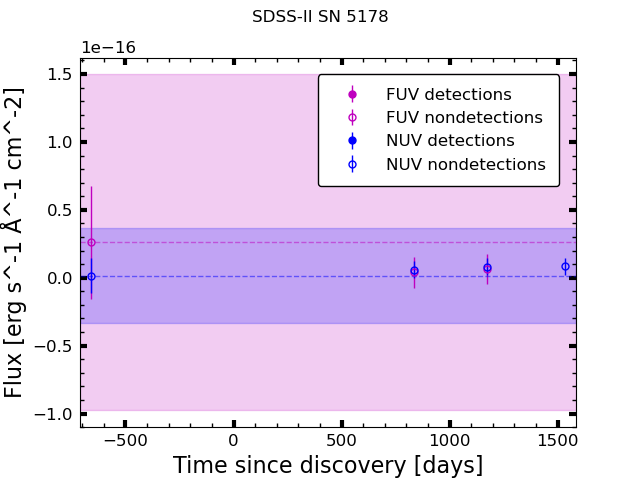 SDSS-II SN 5178
1e−16
1.5
1.0
0.5
0.0
−0.5
−1.0
Flux [erg s^-1 Å^-1 cm^-2]
FUV detections
FUV nondetections
NUV detections
NUV nondetections
−500 0 500 1000 1500
Time since discovery [days]